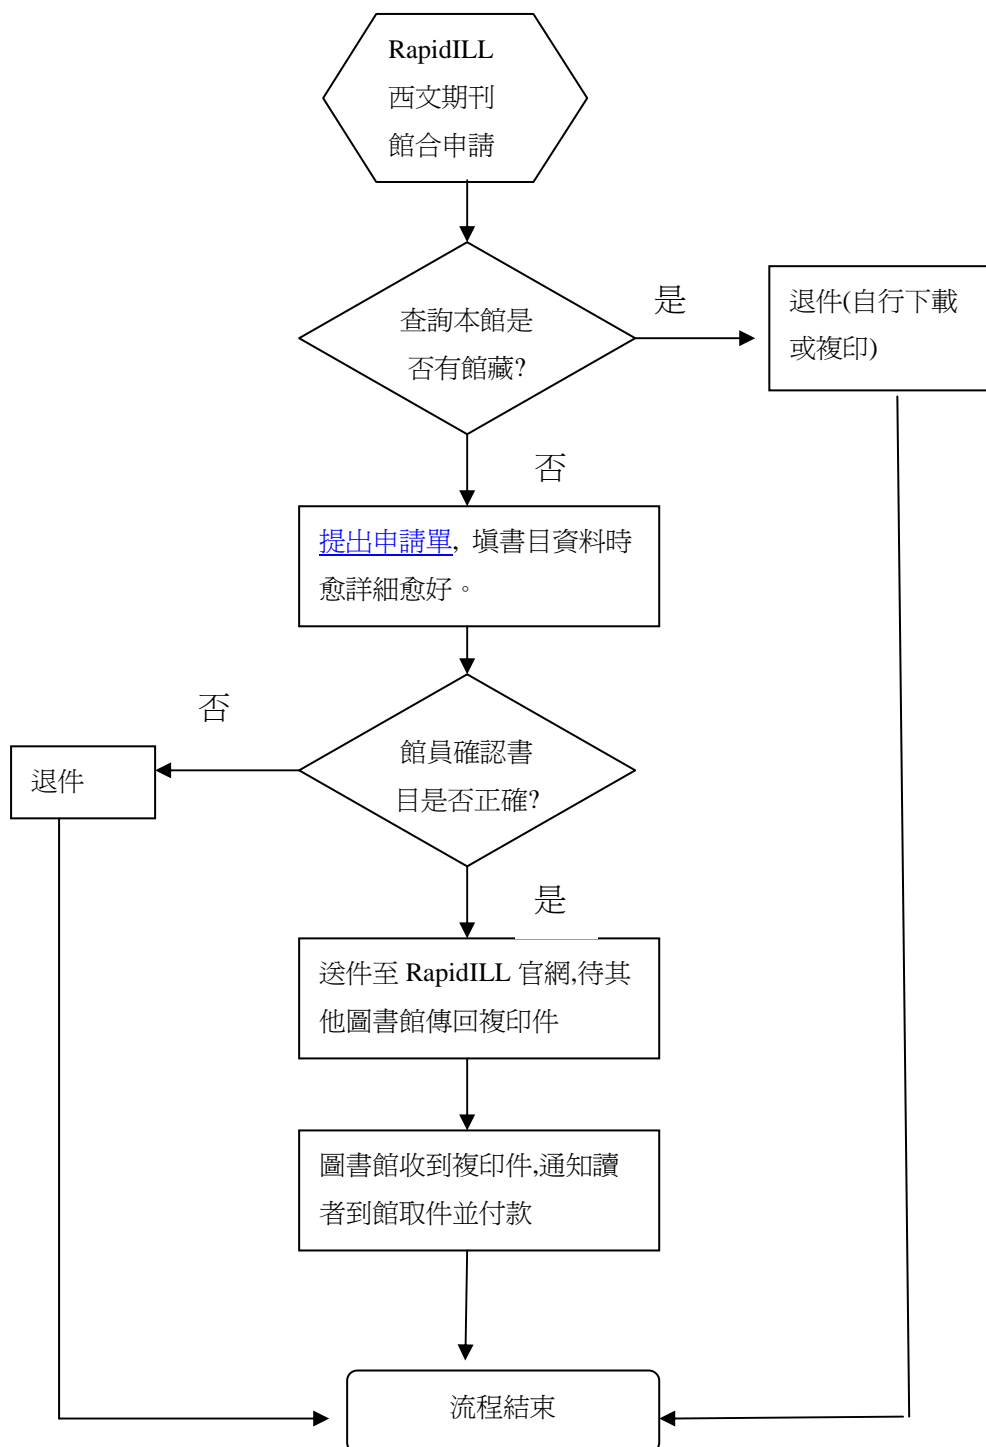 RapidILL
西文期刊
館合申請
查詢本館是
否有館藏?
是
退件(自行下載
或複印)
否
提出申請單, 填書目資料時
愈詳細愈好。
否
退件
館員確認書
目是否正確?
是
送件至 RapidILL 官網,待其
他圖書館傳回複印件
圖書館收到複印件,通知讀
者到館取件並付款
流程結束